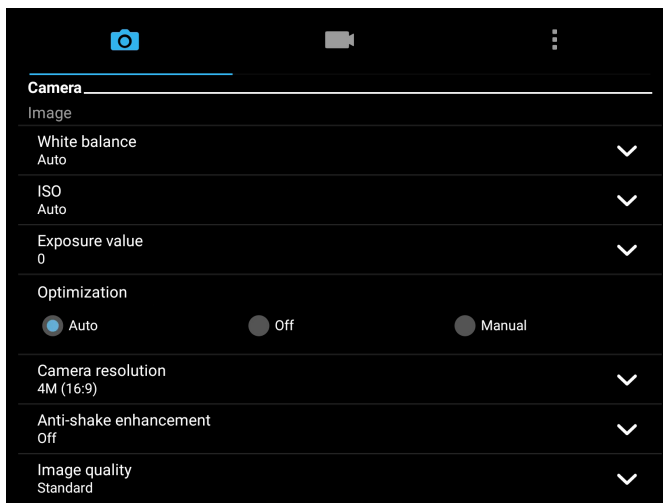 Camera
Image
White balance
Auto
ISO
Auto
Exposure value
0
Optimization
Auto Off Manual
Camera resolution
4M (16:9)
Anti-shake enhancement
Off
Image quality
Standard